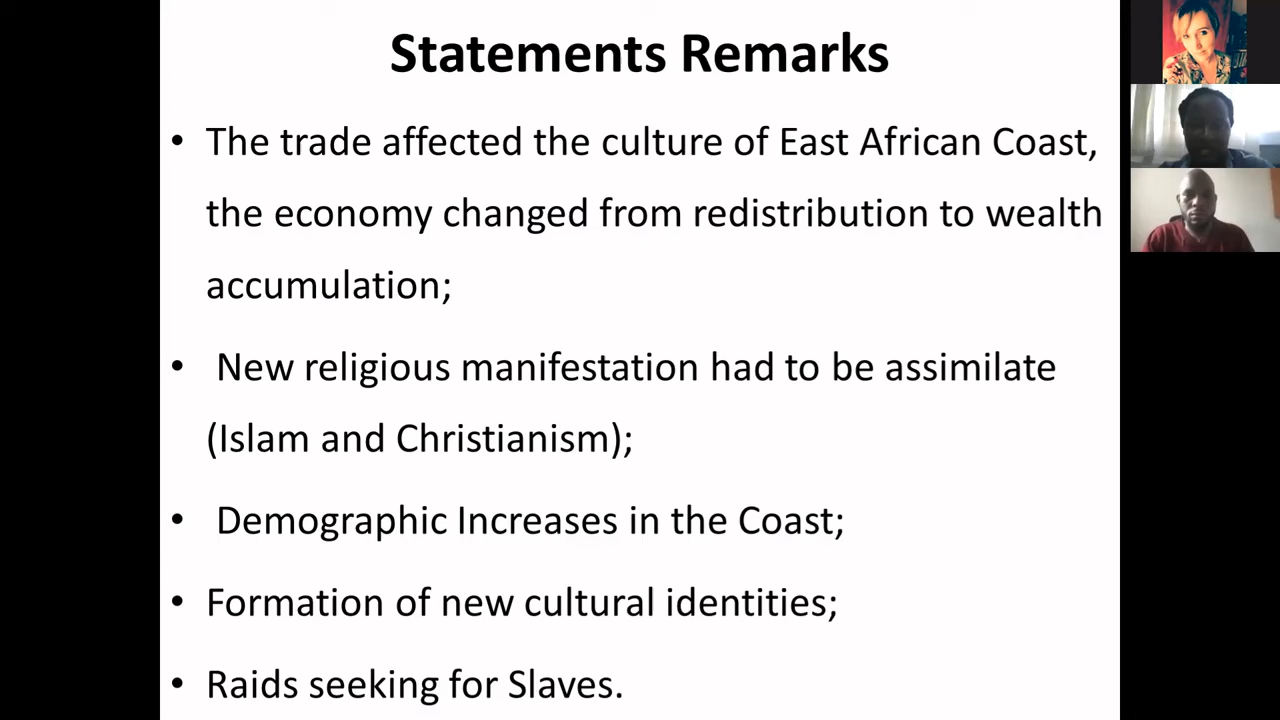 Statements Remarks
• The trade affected the culture of East African Coast,
the economy changed from redistribution to wealth
accumulation;
• New religious manifestation had to be assimilate
(Islam and Christianism);
• Demographic Increases in the Coast;
• Formation of new cultural identities;
• Raids seeking for Slaves.